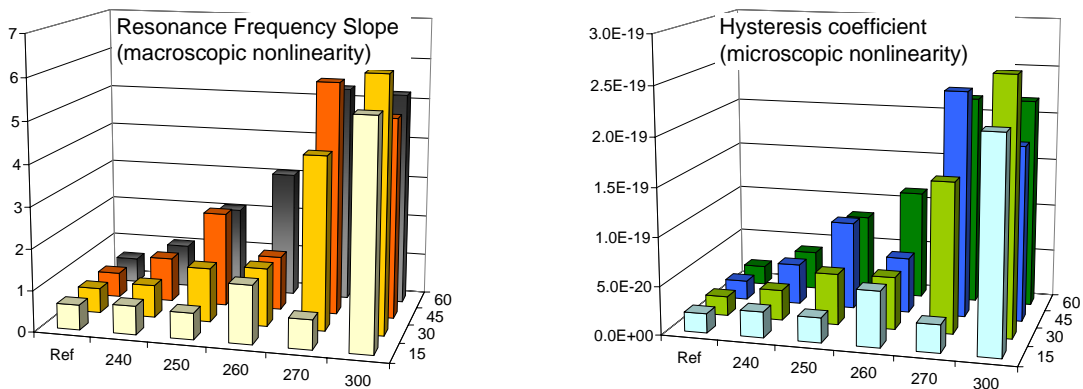 Resonance Frequency Slope
(macroscopic nonlinearity)
7
6
5
4
3
2
1
0
Ref
240
250
260
270
300
15
30
45
60
Hysteresis coefficient
(microscopic nonlinearity)
3.0E-19
2.5E-19
2.0E-19
1.5E-19
1.0E-19
5.0E-20
0.0E+00
Ref
240
250
260
270
300
15
30
45
60